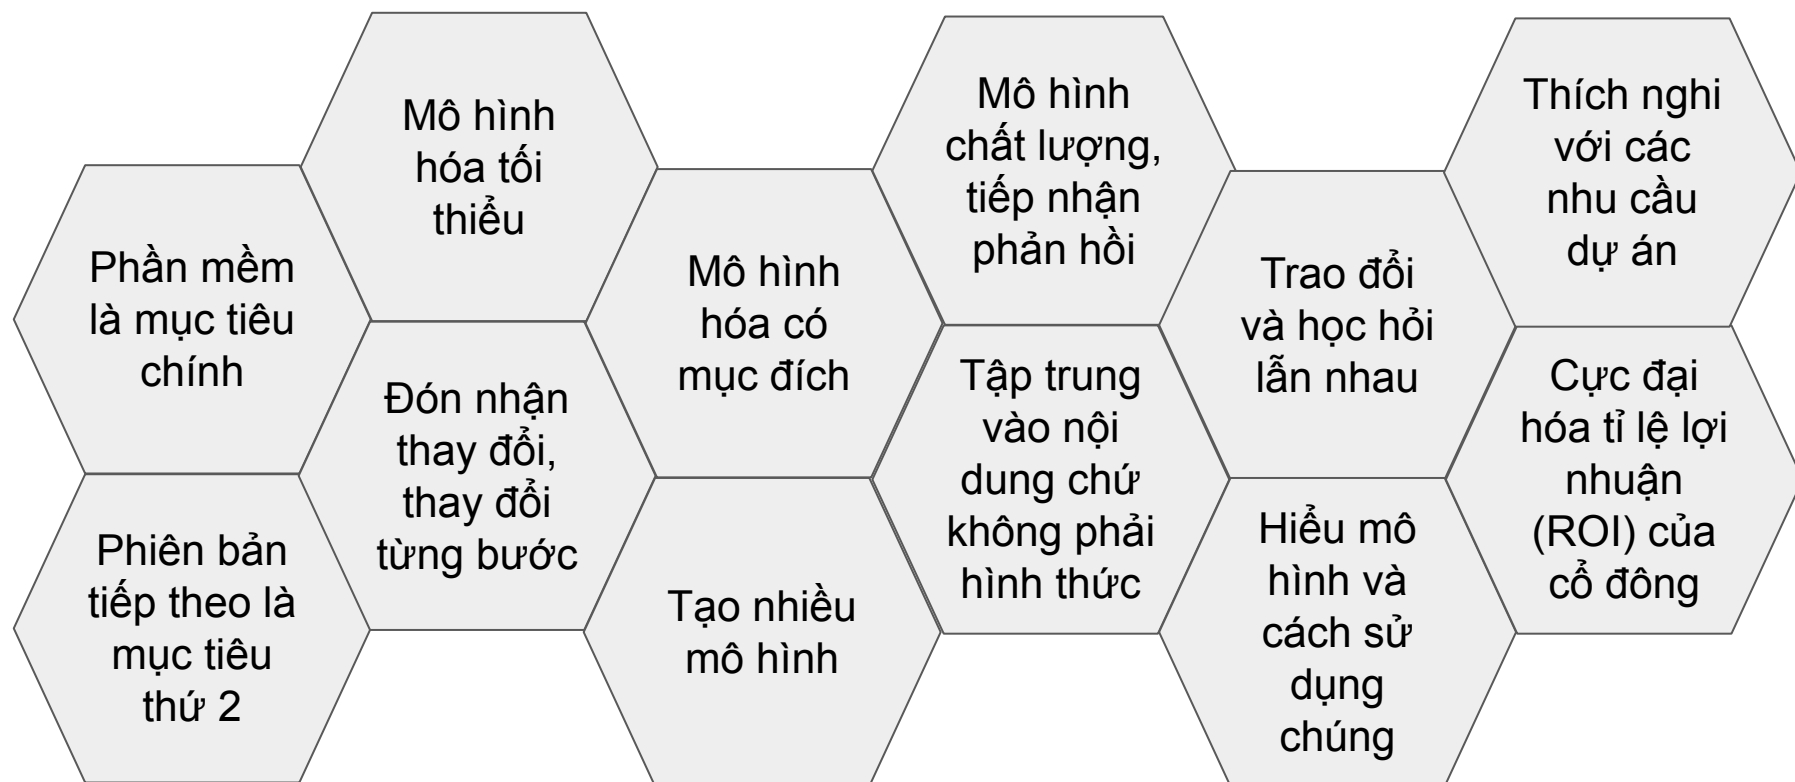 Phần mềm
là mục tiêu
chính
Phiên bản
tiếp theo là
mục tiêu
thứ 2
Mô hình
hóa tối
thiểu
Đón nhận
thay đổi,
thay đổi
từng bước
Mô hình
hóa có
mục đích
Tạo nhiều
mô hình
Mô hình
chất lượng,
tiếp nhận
phản hồi
Tập trung
vào nội
dung chứ
không phải
hình thức
Trao đổi
và học hỏi
lẫn nhau
Hiểu mô
hình và
cách sử
dụng
chúng
Thích nghi
với các
nhu cầu
dự án
Cực đại
hóa tỉ lệ lợi
nhuận
(ROI) của
cổ đông